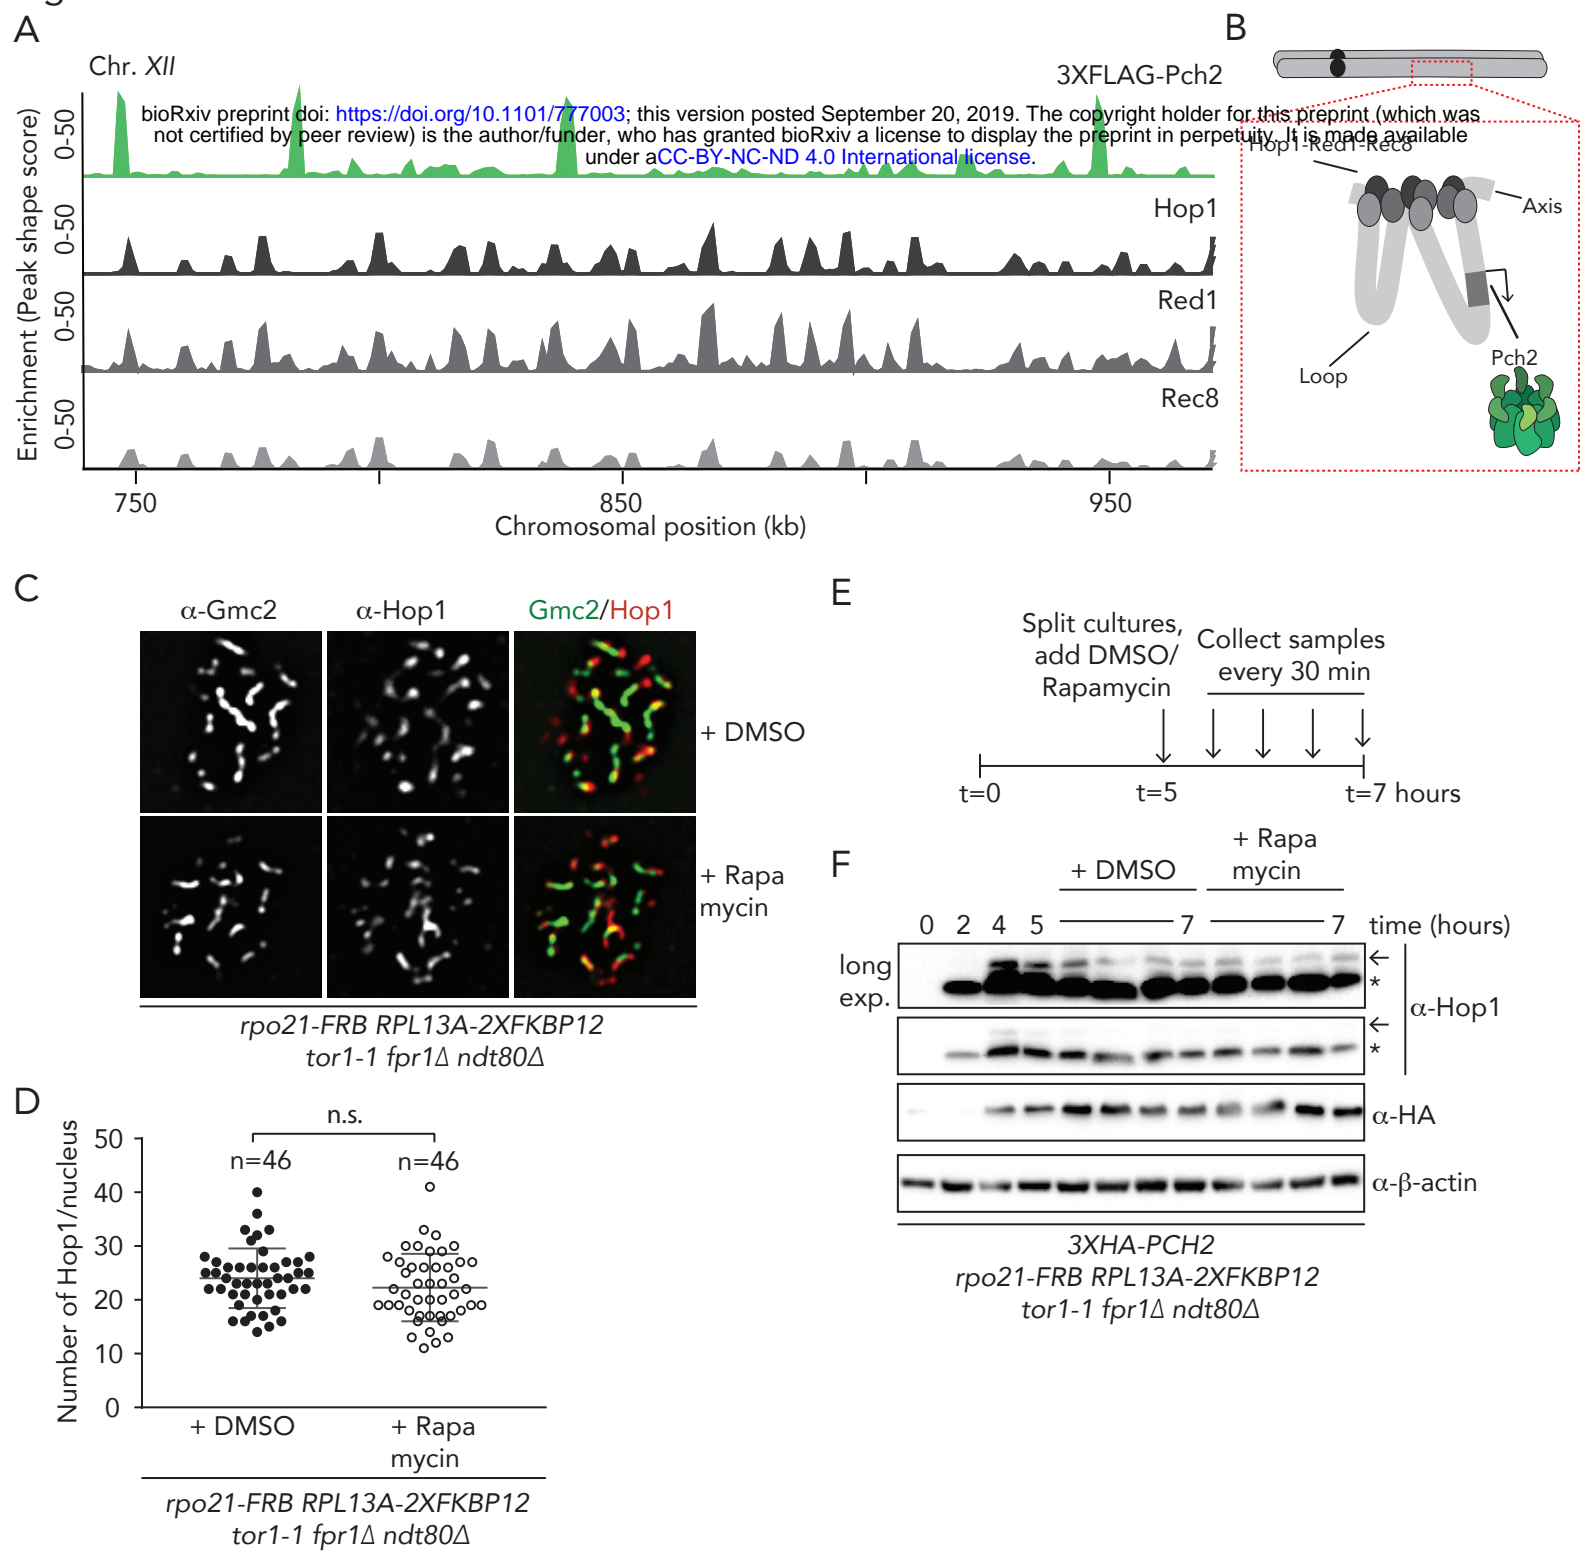 A
Chr. XII
3XFLAG-Pch2
bioRxiv preprint doi: https://doi.org/10.1101/777003; this version posted September 20, 2019. The copyright holder for this preprint (which was
not certified by peer review) is the author/funder, who has granted bioRxiv a license to display the preprint in perpetuity. It is made available
under aCC-BY-NC-ND 4.0 International license.
Enrichment (Peak shape score)
0-50
0-50
0-50
0-50
Hop1
Red1
Rec8
750
850
950
Chromosomal position (kb)
B
Hop1-Red1-Rec8
Axis
Loop
Pch2
C
α-Gmc2
α-Hop1
Gmc2/Hop1
+ DMSO
+ Rapa
mycin
rpo21-FRB RPL13A-2XFKBP12
tor1-1 fpr1Δ ndt80Δ
D
n.s.
n=46
n=46
Number of Hop1/nucleus
50
40
30
20
10
0
+ DMSO
+ Rapa
mycin
rpo21-FRB RPL13A-2XFKBP12
tor1-1 fpr1Δ ndt80Δ
E
Split cultures,
add DMSO/
Rapamycin
Collect samples
every 30 min
t=0
t=5
t=7 hours
F
+ DMSO
+ Rapa
mycin
0 2 4 5 7 7 time (hours)
long
exp.
*
*
α-Hop1
α-HA
α-β-actin
3XHA-PCH2
rpo21-FRB RPL13A-2XFKBP12
tor1-1 fpr1Δ ndt80Δ